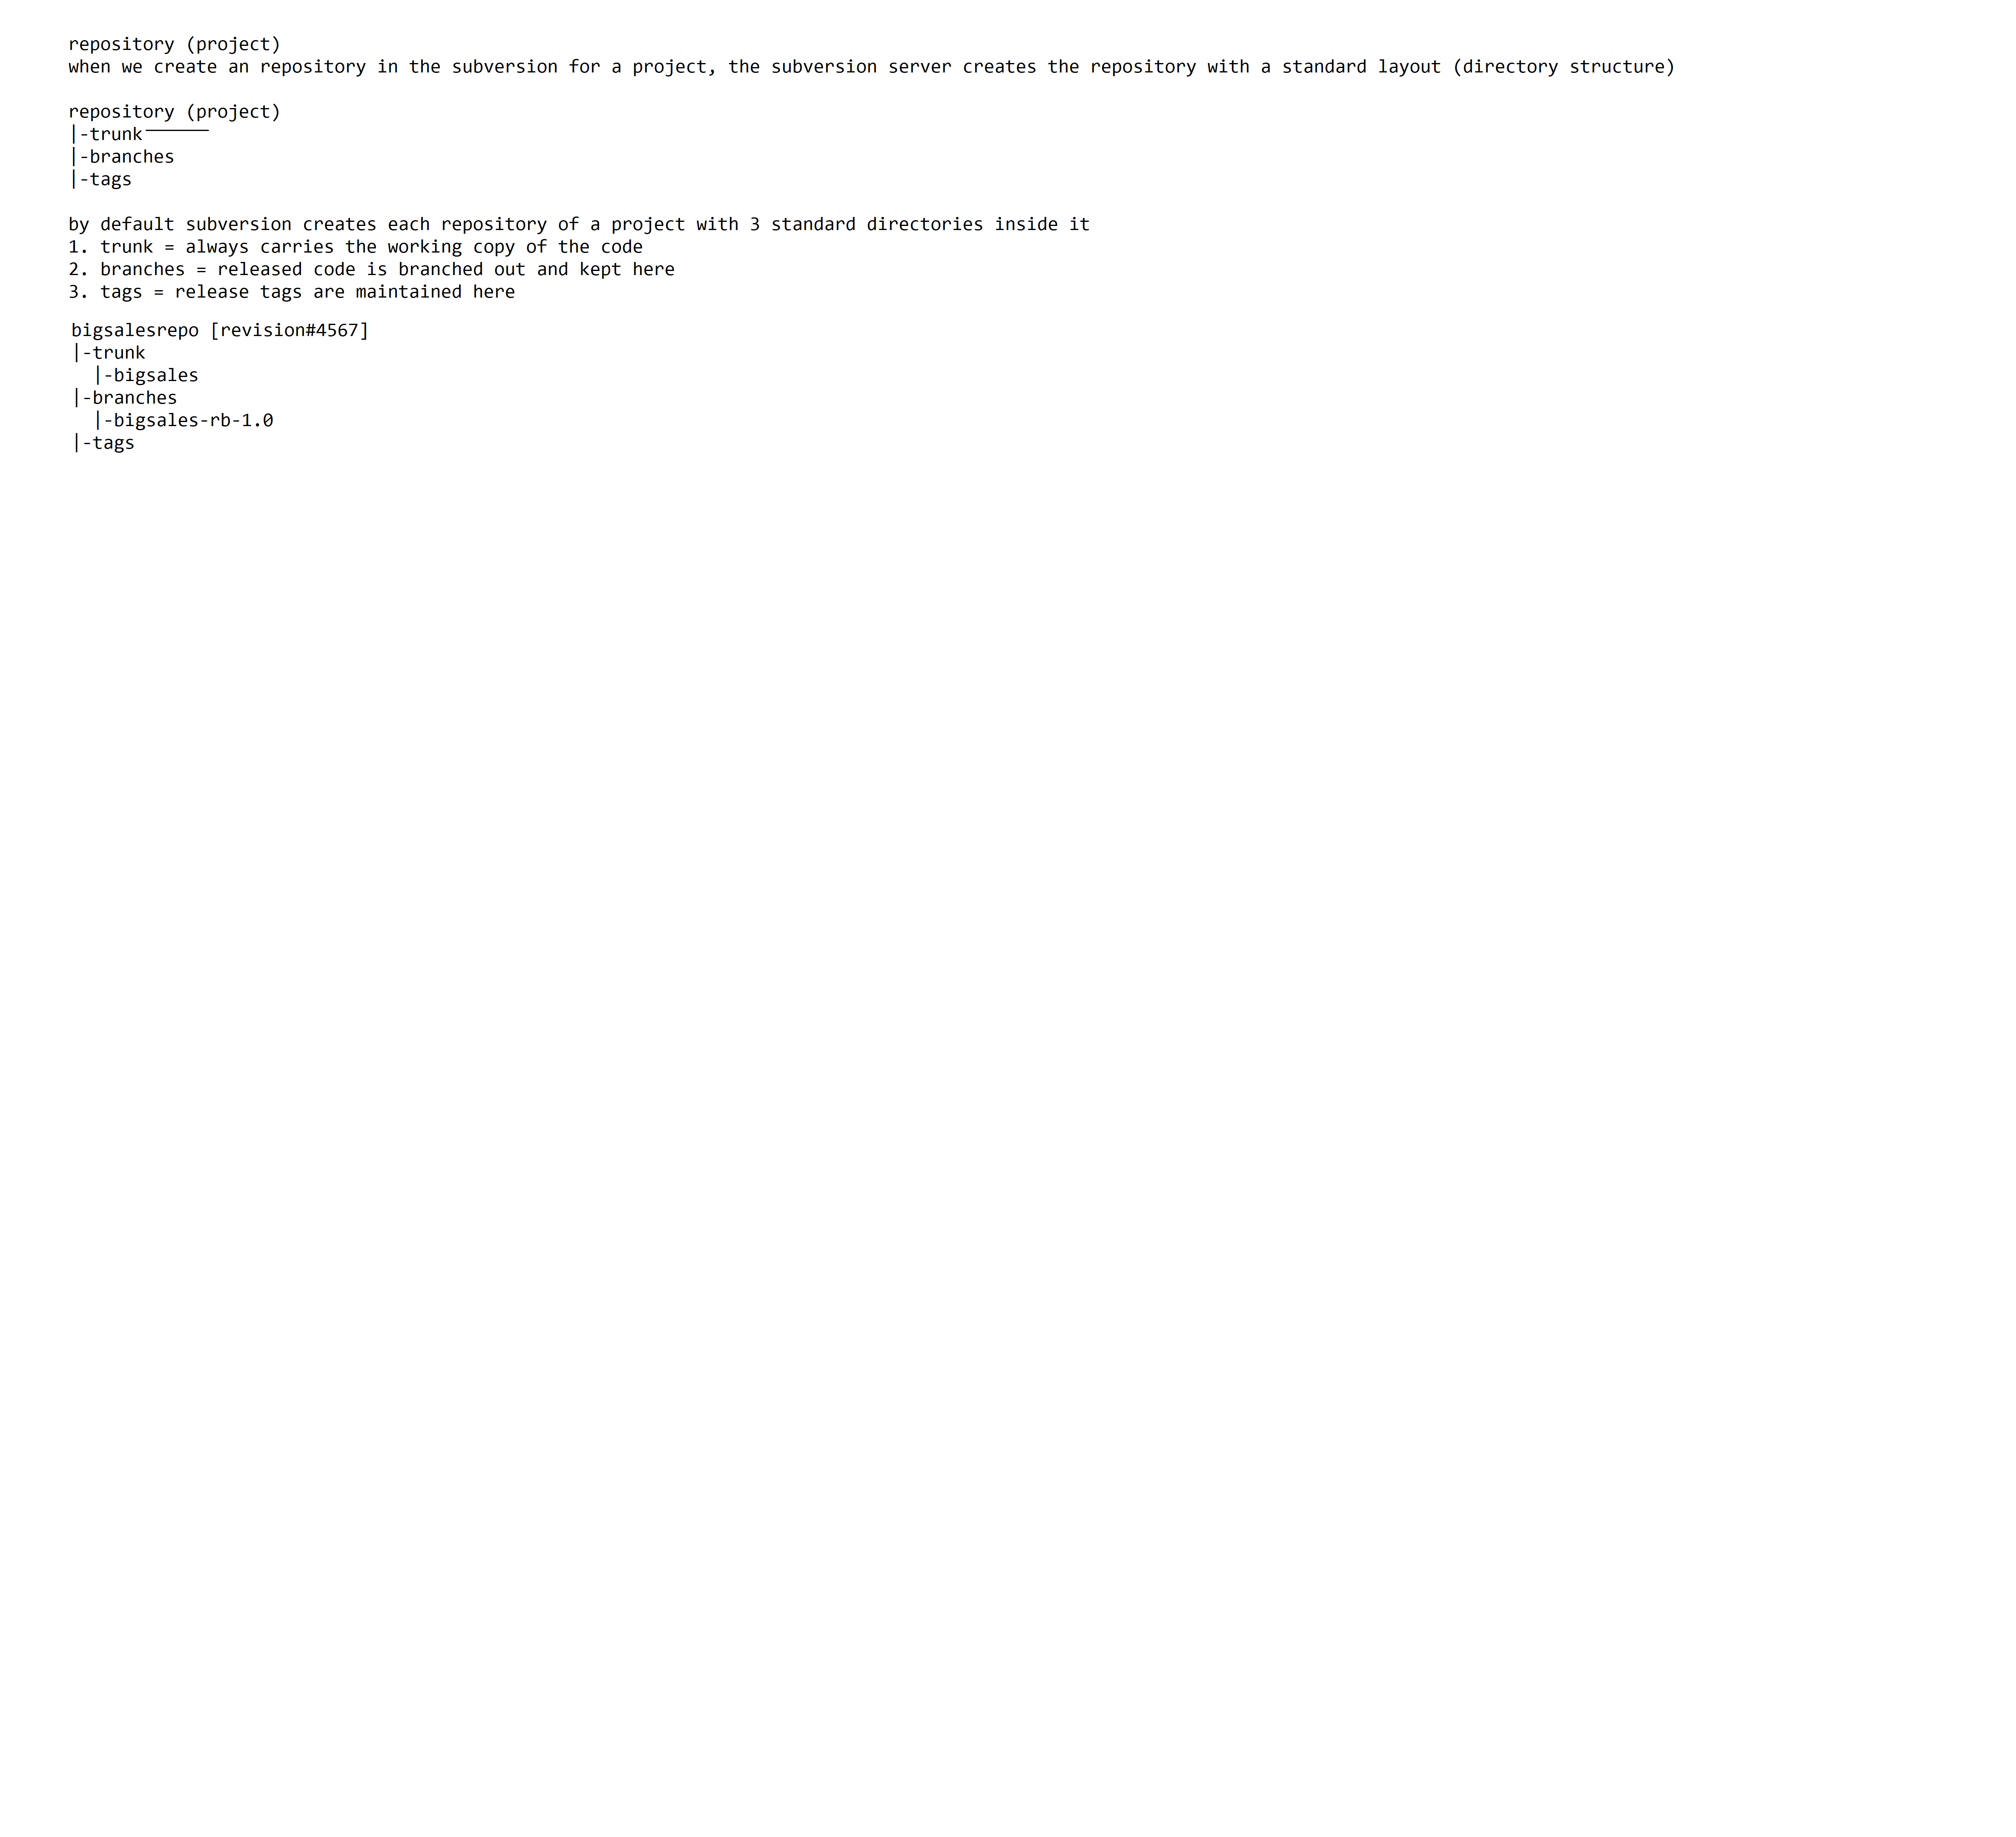 repository (project)
when we create an repository in the subversion for a project, the subversion server creates the repository with a standard layout (directory structure)
repository (project)
|-trunk
|-branches
|-tags
by default subversion creates each repository of a project with 3 standard directories inside it
1. trunk = always carries the working copy of the code
2. branches = released code is branched out and kept here
3. tags = release tags are maintained here
bigsalesrepo [revision#4567]
|-trunk
  |-bigsales
|-branches
  |-bigsales-rb-1.0
|-tags